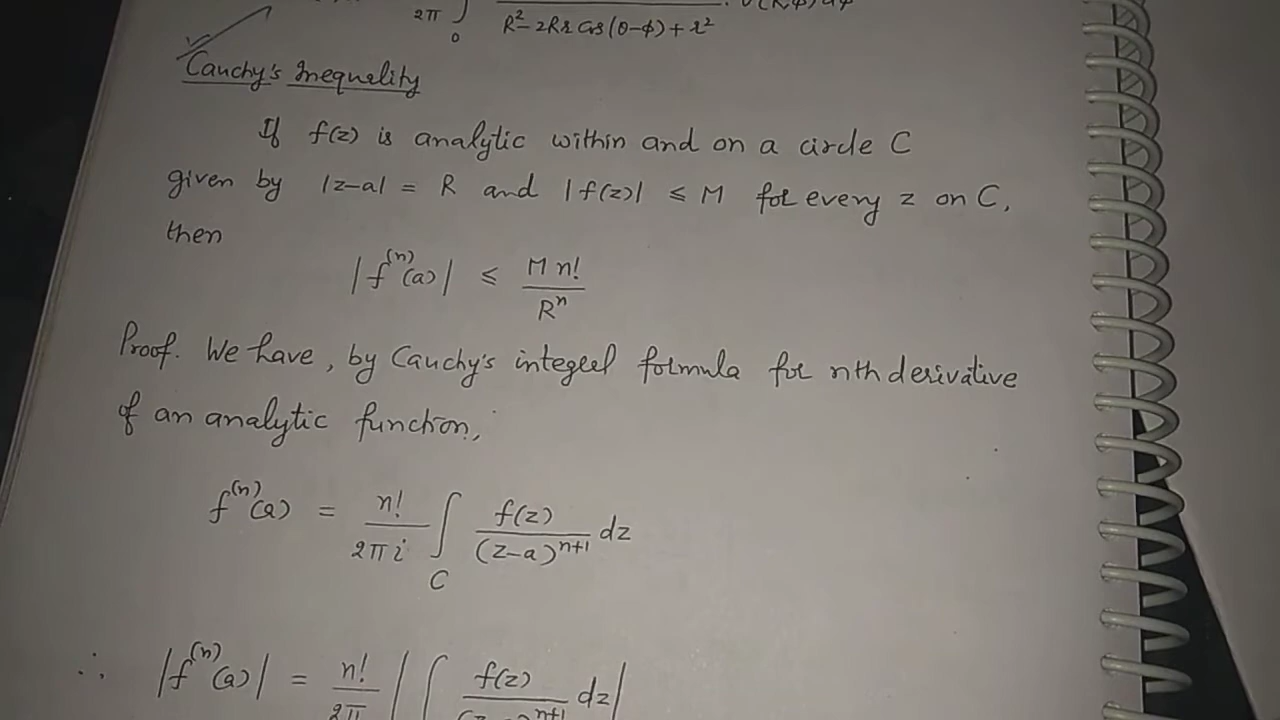 2π ∫₀ R²-2Rr Cos(θ-φ)+r²
Cauchy's Inequality
If f(z) is analytic within and on a circle C
given by |z-a| = R and |f(z)| ≤ M for every z on C,
then
|f⁽ⁿ⁾(a)| ≤ M n! / Rⁿ
Proof. We have, by Cauchy's integral formula for nth derivative
of an analytic function,
f⁽ⁿ⁾(a) = n!/2πi ∫_C f(z)/(z-a)ⁿ⁺¹ dz
∴ |f⁽ⁿ⁾(a)| = n!/2π |∫ f(z)/(z-a)ⁿ⁺¹ dz|